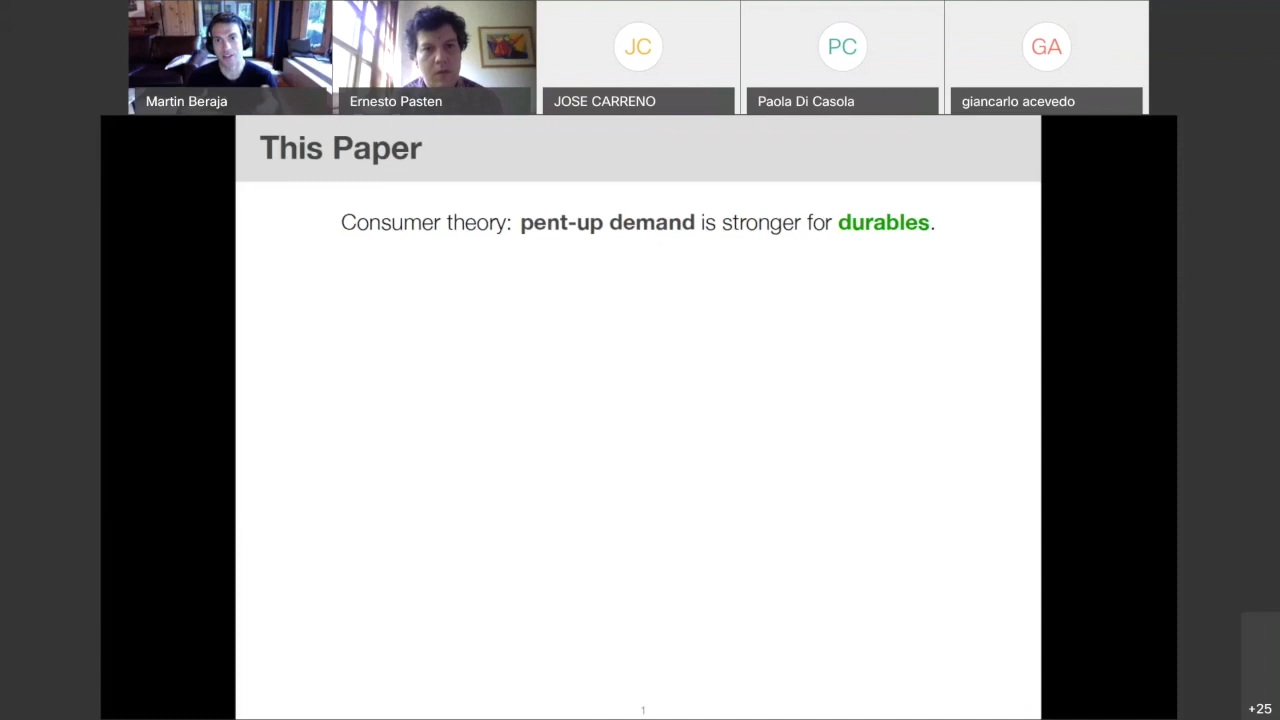 Martin Beraja
Ernesto Pasten
JC
JOSE CARRENO
PC
Paola Di Casola
GA
giancarlo acevedo
This Paper
Consumer theory: pent-up demand is stronger for durables.
1
+25